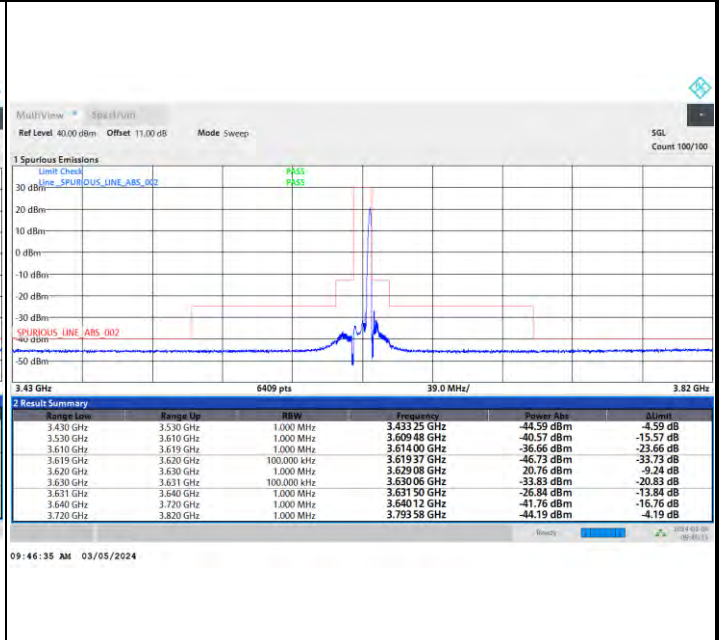 MultiView Spectrum
Ref Level 40.00 dBm Offset 11.00 dB Mode Sweep SGL
Count 100/100
1 Spurious Emissions
Limit Check PASS
Line _SPURIOUS_LINE_ABS_002 PASS
30 dBm
20 dBm
10 dBm
0 dBm
-10 dBm
-20 dBm
-30 dBm
SPURIOUS_LINE_ABS_002
-40 dBm
-50 dBm
3.43 GHz 6409 pts 39.0 MHz/ 3.82 GHz
2 Result Summary
Range Low Range Up RBW Frequency Power Abs ΔLimit
3.430 GHz 3.530 GHz 1.000 MHz 3.433 25 GHz -44.59 dBm -4.59 dB
3.530 GHz 3.610 GHz 1.000 MHz 3.609 48 GHz -40.57 dBm -15.57 dB
3.610 GHz 3.619 GHz 1.000 MHz 3.614 00 GHz -36.66 dBm -23.66 dB
3.619 GHz 3.620 GHz 100.000 kHz 3.619 37 GHz -46.73 dBm -33.73 dB
3.620 GHz 3.630 GHz 1.000 MHz 3.629 08 GHz 20.76 dBm -9.24 dB
3.630 GHz 3.631 GHz 100.000 kHz 3.630 06 GHz -33.83 dBm -20.83 dB
3.631 GHz 3.640 GHz 1.000 MHz 3.631 50 GHz -26.84 dBm -13.84 dB
3.640 GHz 3.720 GHz 1.000 MHz 3.640 12 GHz -41.76 dBm -16.76 dB
3.720 GHz 3.820 GHz 1.000 MHz 3.793 58 GHz -44.19 dBm -4.19 dB
Ready
09:46:35 AM 03/05/2024